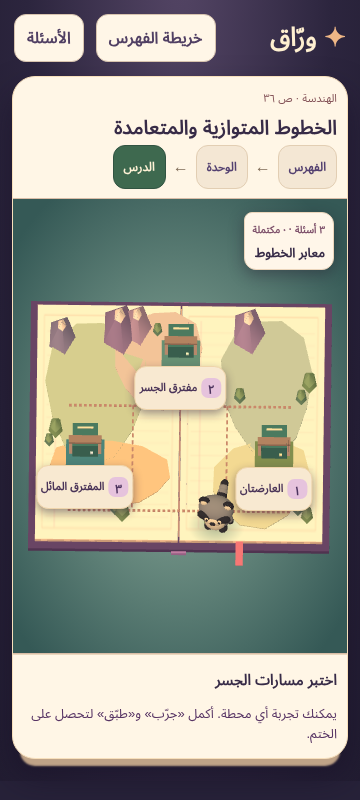 ورّاق
خريطة الفهرس
الأسئلة
الهندسة · ص ٣٦
الخطوط المتوازية والمتعامدة
الفهرس ← الوحدة ← الدرس
٣ أسئلة · ٠ مكتملة
معابر الخطوط
٢ مفترق الجسر
١ العارضتان
٣ المفترق المائل
اختبر مسارات الجسر
يمكنك تجربة أي محطة. أكمل «جرّب» و«طبّق» لتحصل على
الختم.